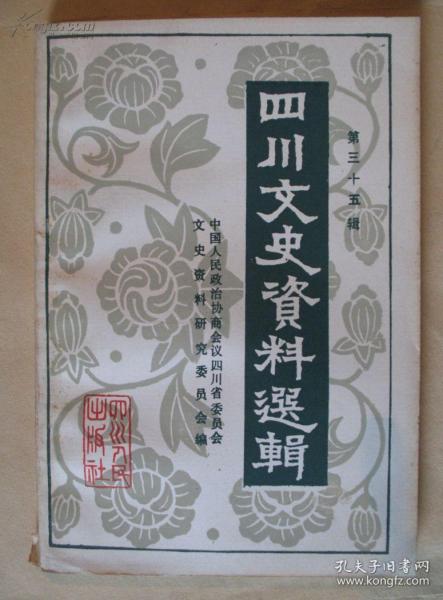 第三十五辑
四川文史資料選輯
中国人民政治协商会议四川省委员会
文史资料研究委员会编
四川人民
出版社
kongfz.com
孔夫子旧书网
www.kongfz.com